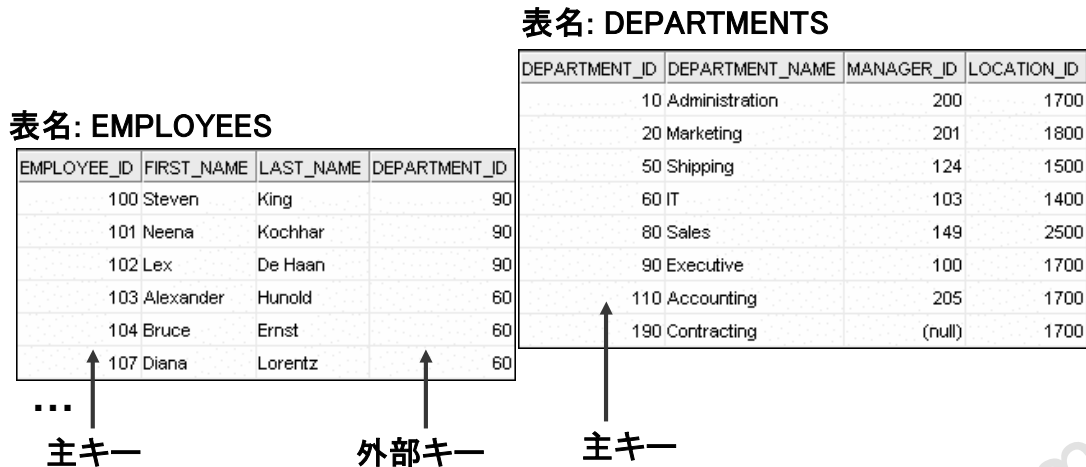 表名: DEPARTMENTS
DEPARTMENT_ID DEPARTMENT_NAME MANAGER_ID LOCATION_ID
10 Administration 200 1700
20 Marketing 201 1800
50 Shipping 124 1500
60 IT 103 1400
80 Sales 149 2500
90 Executive 100 1700
110 Accounting 205 1700
190 Contracting (null) 1700
表名: EMPLOYEES
EMPLOYEE_ID FIRST_NAME LAST_NAME DEPARTMENT_ID
100 Steven King 90
101 Neena Kochhar 90
102 Lex De Haan 90
103 Alexander Hunold 60
104 Bruce Ernst 60
107 Diana Lorentz 60
...
主キー 外部キー 主キー